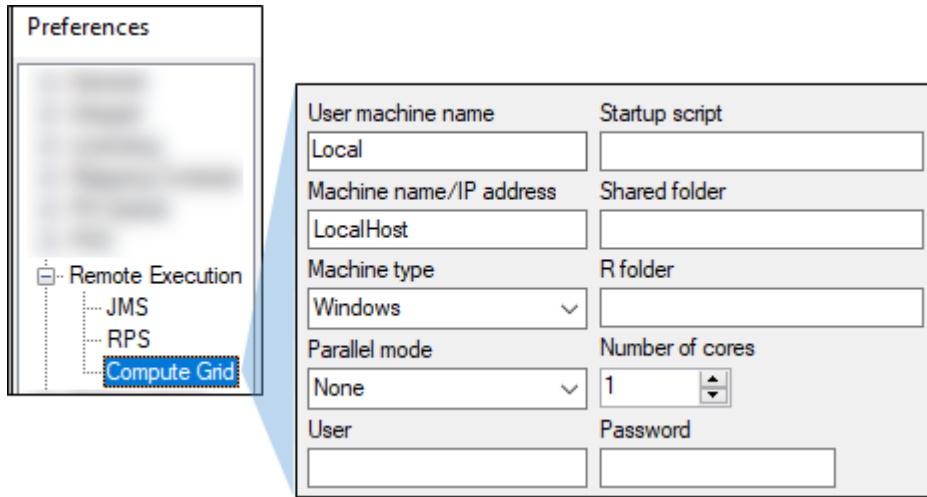 Preferences
Remote Execution
JMS
RPS
Compute Grid
User machine name
Startup script
Local
Machine name/IP address
Shared folder
LocalHost
Machine type
R folder
Windows
Parallel mode
Number of cores
None
1
User
Password